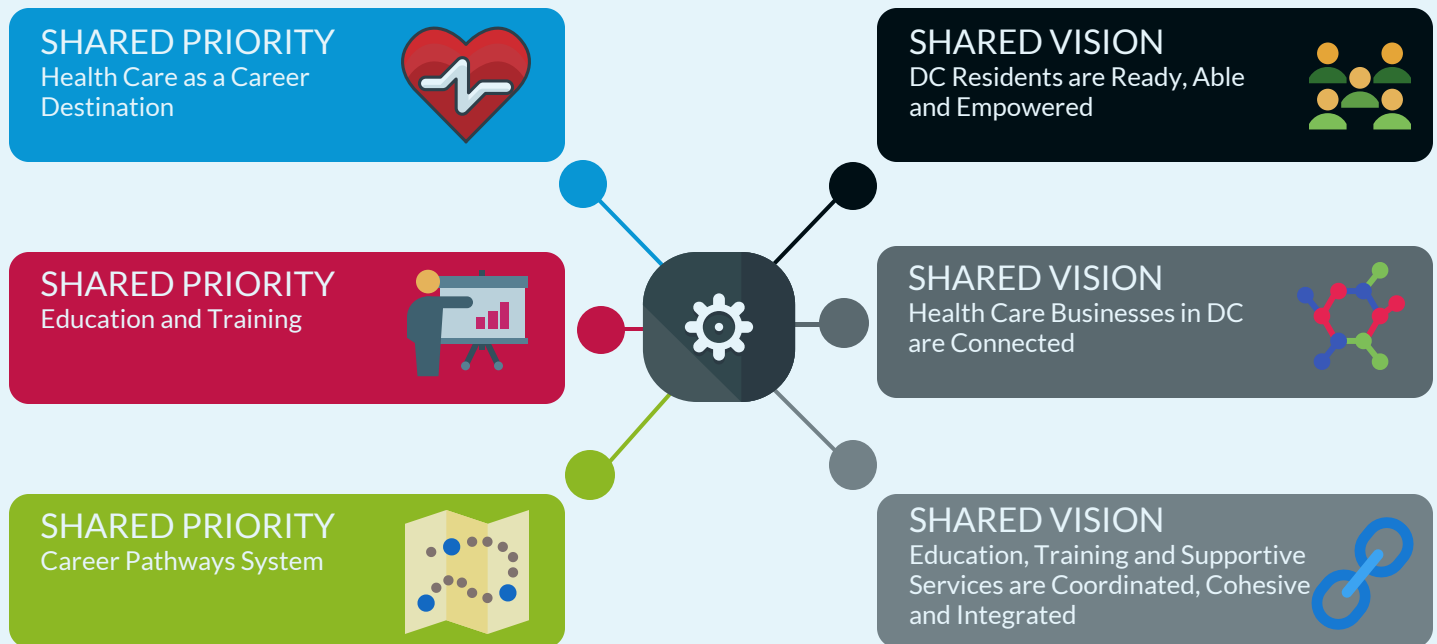 SHARED PRIORITY
Health Care as a Career
Destination
SHARED PRIORITY
Education and Training
SHARED PRIORITY
Career Pathways System
SHARED VISION
DC Residents are Ready, Able
and Empowered
SHARED VISION
Health Care Businesses in DC
are Connected
SHARED VISION
Education, Training and Supportive
Services are Coordinated, Cohesive
and Integrated